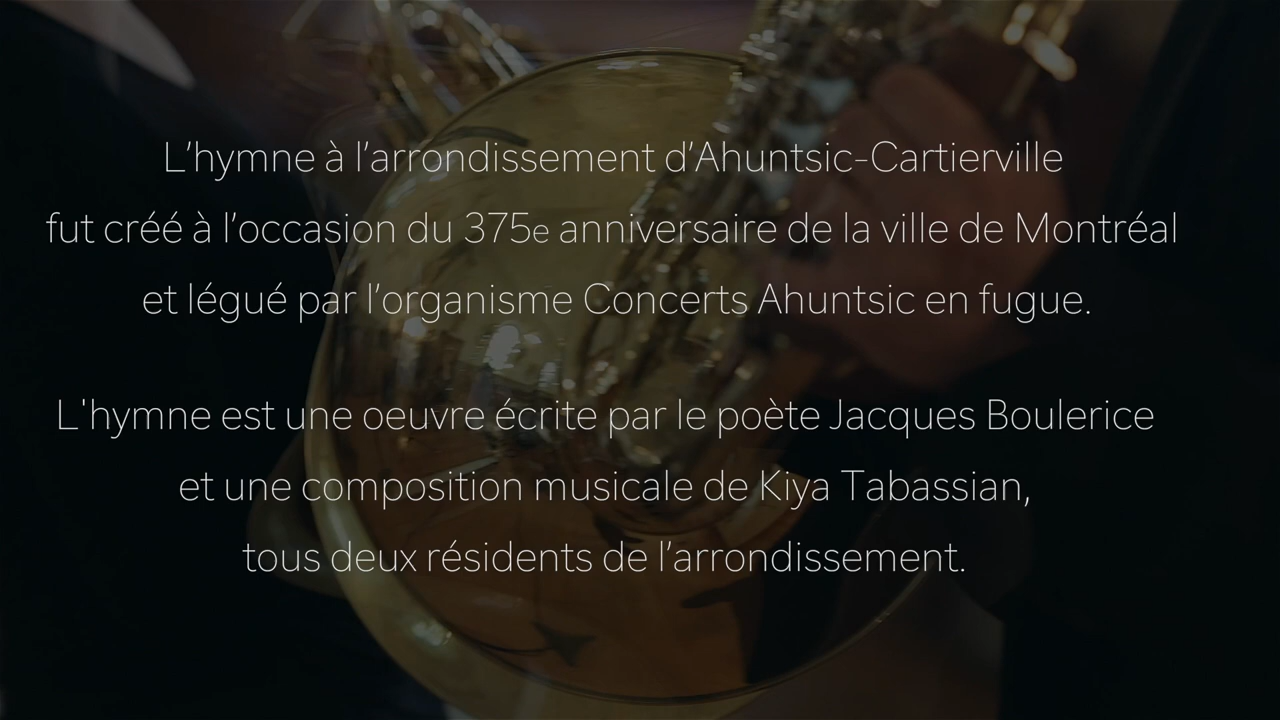 L’hymne à l’arrondissement d’Ahuntsic-Cartierville
fut créé à l’occasion du 375e anniversaire de la ville de Montréal
et légué par l’organisme Concerts Ahuntsic en fugue.
L'hymne est une oeuvre écrite par le poète Jacques Boulerice
et une composition musicale de Kiya Tabassian,
tous deux résidents de l’arrondissement.